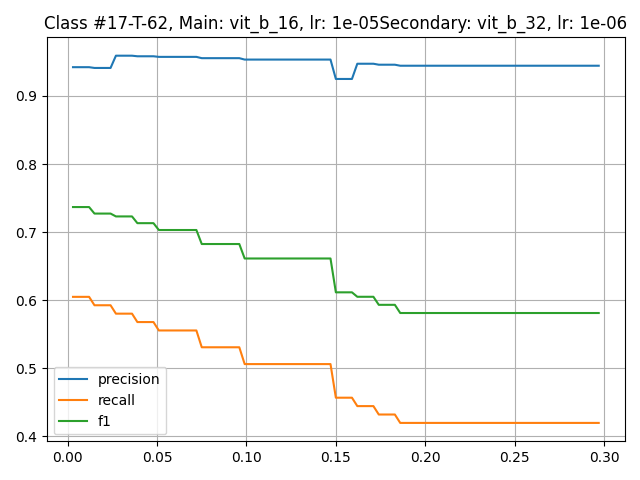 Class #17-T-62, Main: vit_b_16, lr: 1e-05Secondary: vit_b_32, lr: 1e-06
0.9
0.8
0.7
0.6
0.5
0.4
precision
recall
f1
0.00 0.05 0.10 0.15 0.20 0.25 0.30